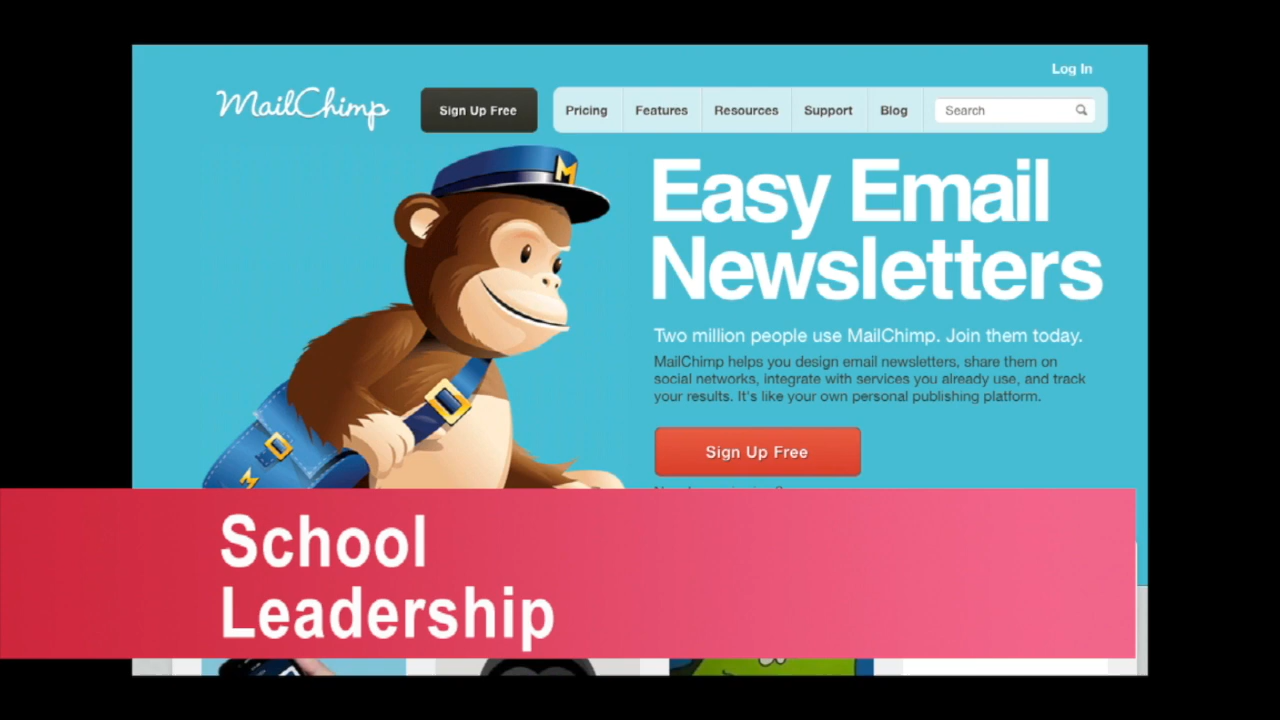 Log In
MailChimp
Sign Up Free
Pricing
Features
Resources
Support
Blog
Search
M
Easy Email
Newsletters
Two million people use MailChimp. Join them today.
MailChimp helps you design email newsletters, share them on
social networks, integrate with services you already use, and track
your results. It's like your own personal publishing platform.
Sign Up Free
M
School
Leadership